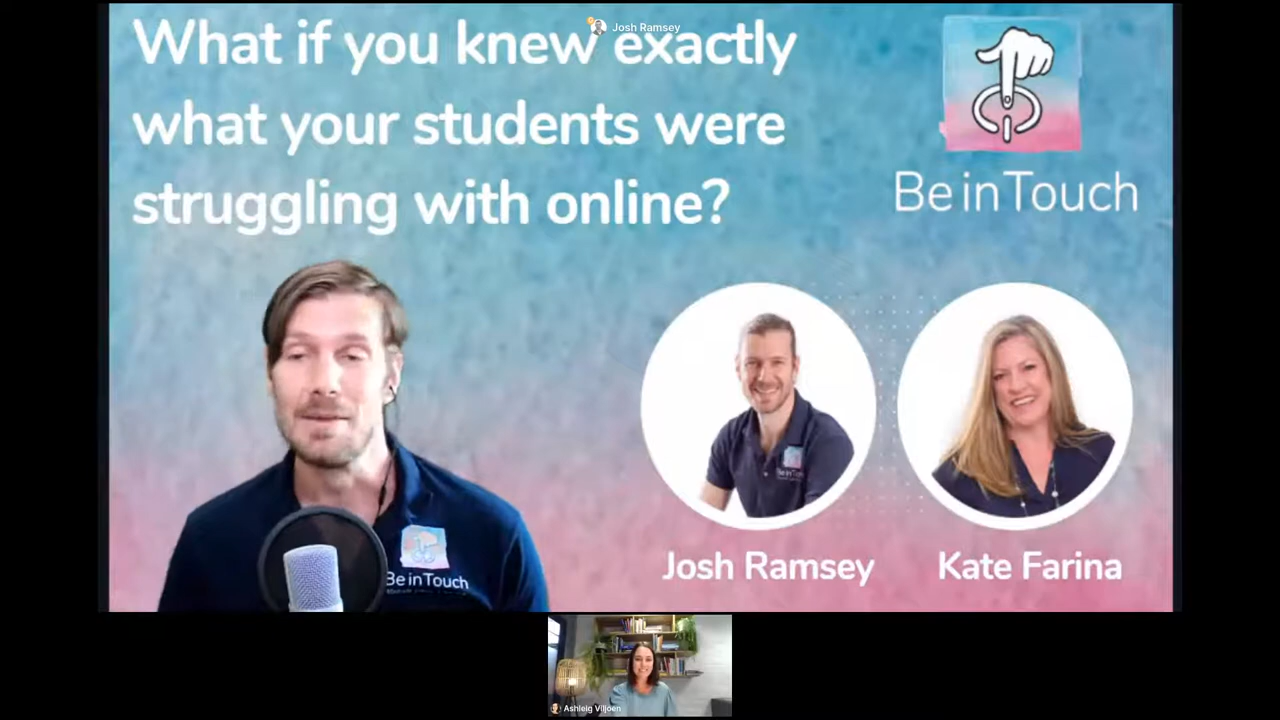 Josh Ramsey
What if you knew exactly
what your students were
struggling with online?
Be in Touch
Josh Ramsey
Kate Farina
Be in Touch
Ashleig Viljoen